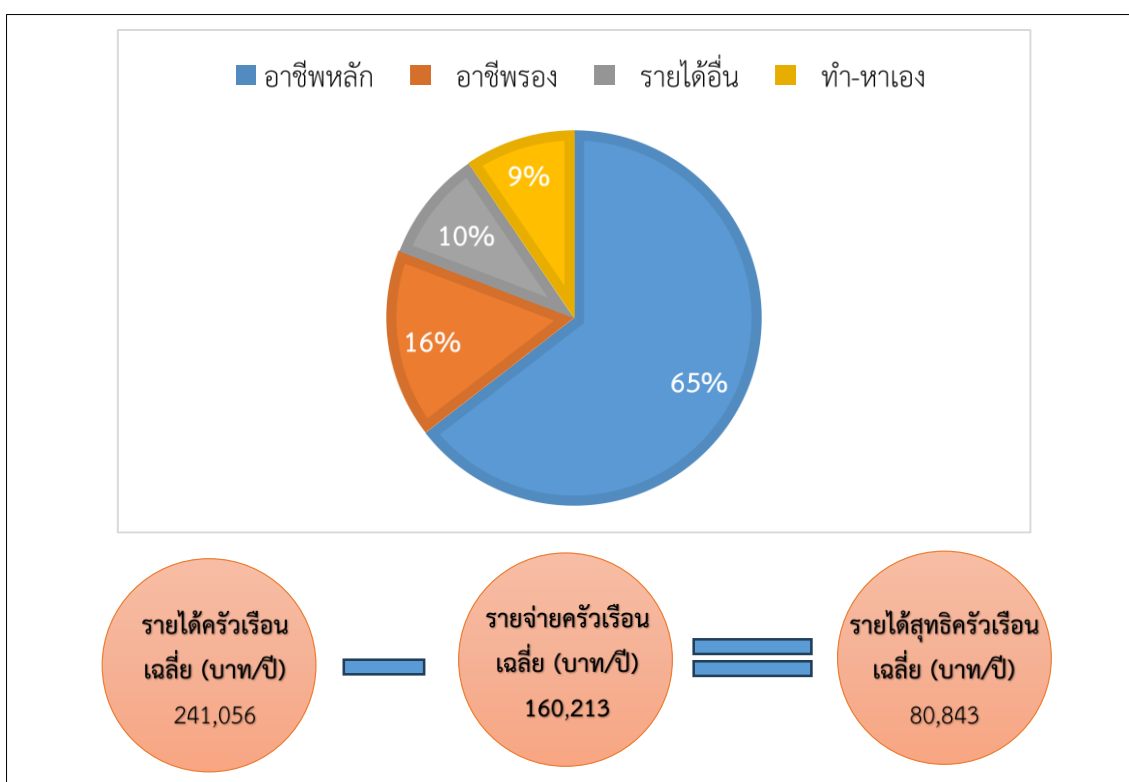 อาชีพหลัก อาชีพรอง รายได้อื่น ทำ-หาเอง
9%
10%
16%
65%
รายได้ครัวเรือน
เฉลี่ย (บาท/ปี)
241,056
รายจ่ายครัวเรือน
เฉลี่ย (บาท/ปี)
160,213
รายได้สุทธิครัวเรือน
เฉลี่ย (บาท/ปี)
80,843